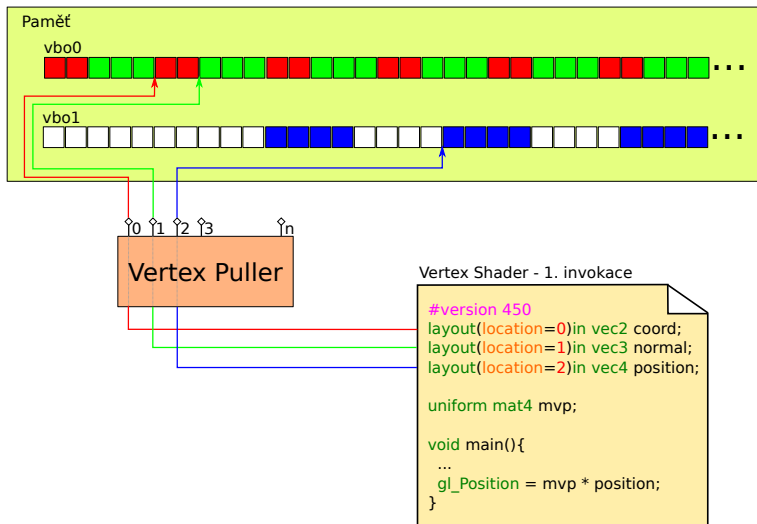 Paměť
vbo0
...
vbo1
...
0 1 2 3 n
Vertex Puller
Vertex Shader - 1. invokace
#version 450
layout(location=0)in vec2 coord;
layout(location=1)in vec3 normal;
layout(location=2)in vec4 position;
uniform mat4 mvp;
void main(){
...
gl_Position = mvp * position;
}